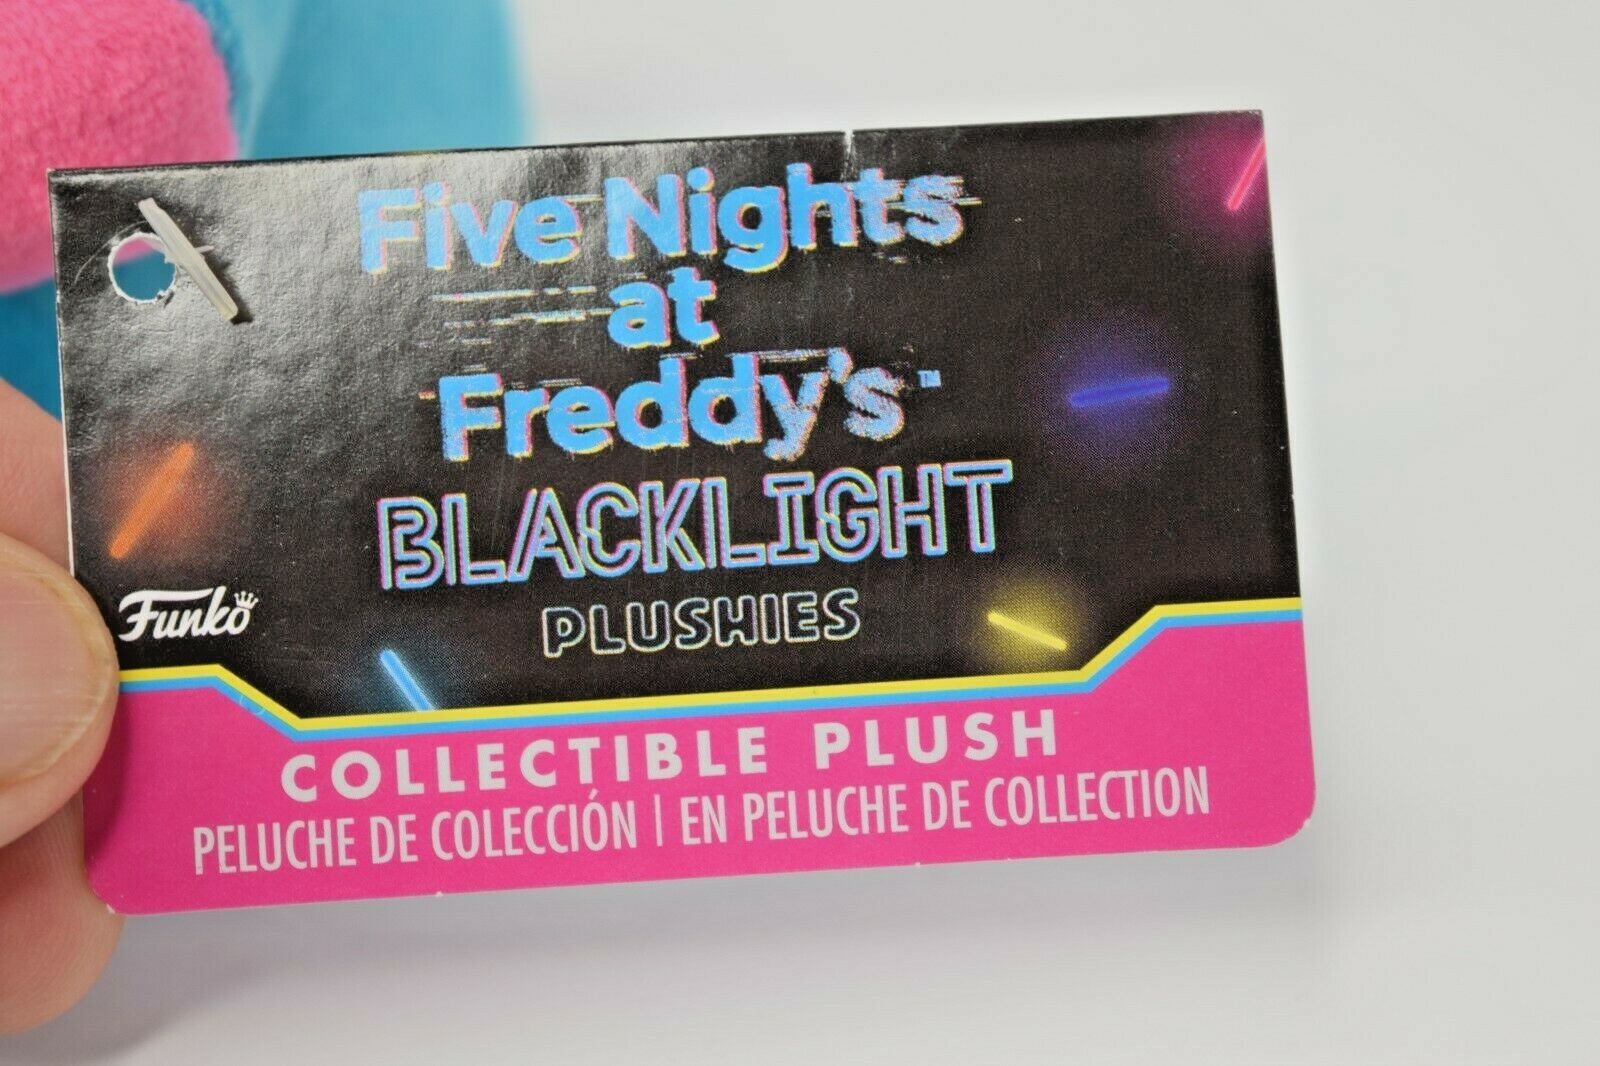 Five Nights
at
Freddy's™
BLACKLIGHT
PLUSHIES
Funko
COLLECTIBLE PLUSH
PELUCHE DE COLECCIÓN | EN PELUCHE DE COLLECTION